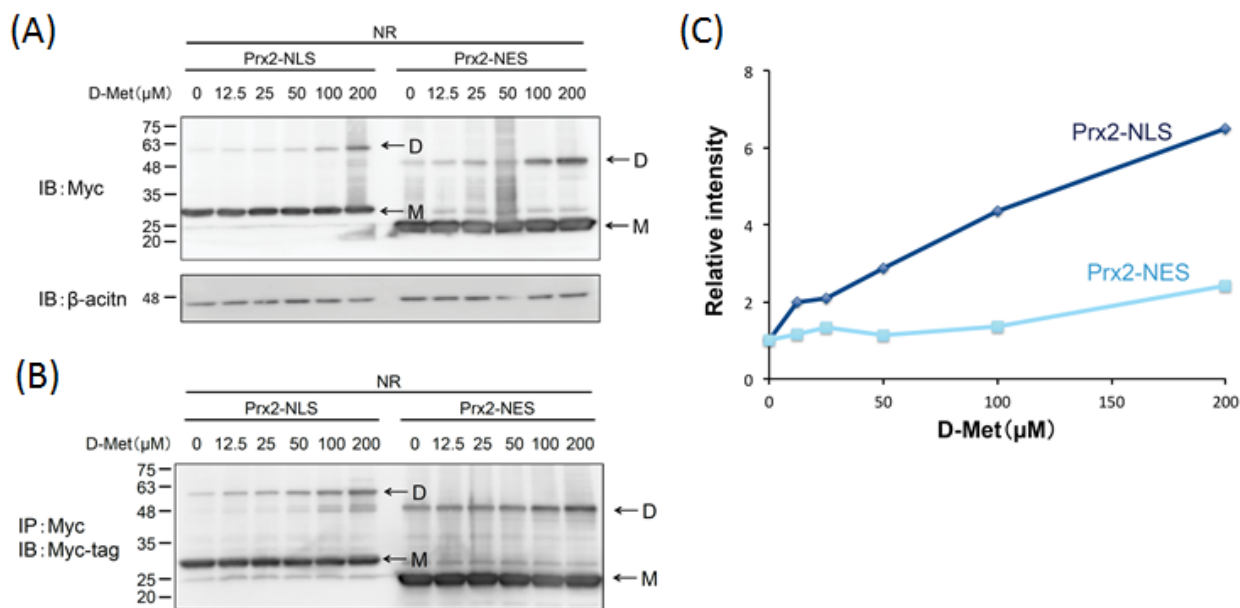 (A)
NR
Prx2-NLS Prx2-NES
D-Met(μM) 0 12.5 25 50 100 200 0 12.5 25 50 100 200
75
63
48
35
25
20
IB:Myc
D
M
D
M
IB:β-acitn 48
(B)
NR
Prx2-NLS Prx2-NES
D-Met(μM) 0 12.5 25 50 100 200 0 12.5 25 50 100 200
75
63
48
35
25
20
IP:Myc
IB:Myc-tag
D
M
D
M
(C)
Relative intensity
8
6
4
2
0
Prx2-NLS
Prx2-NES
0 50 100 150 200
D-Met(μM)